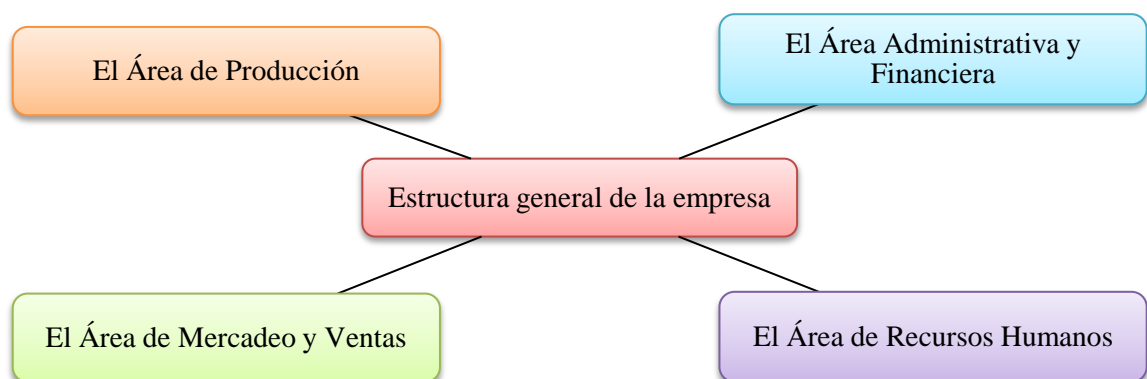 El Área de Producción
El Área Administrativa y
Financiera
Estructura general de la empresa
El Área de Mercadeo y Ventas
El Área de Recursos Humanos